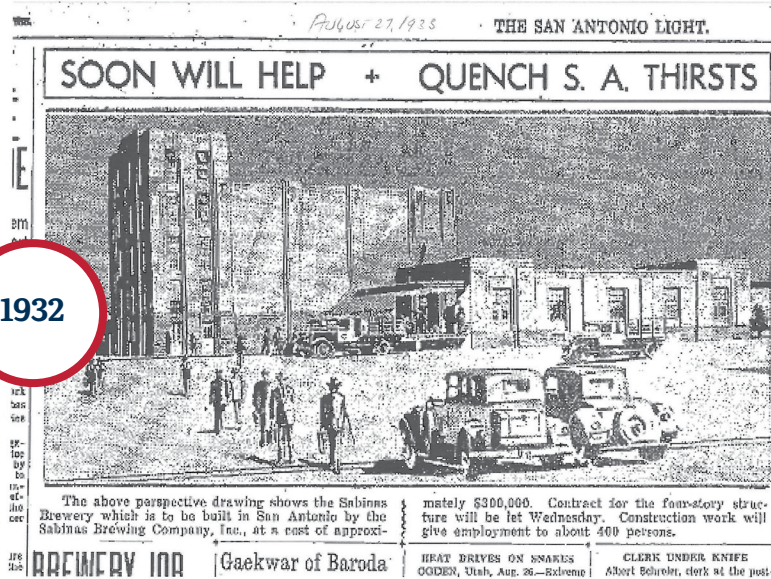 AUGUST 27, 1933
THE SAN ANTONIO LIGHT.
SOON WILL HELP + QUENCH S. A. THIRSTS
1932
The above perspective drawing shows the Sabinas
Brewery which is to be built in San Antonio by the
Sabinas Brewing Company, Inc., at a cost of approxi-
mately $300,000. Contract for the four-story struc-
ture will be let Wednesday. Construction work will
give employment to about 400 persons.
BREWERY JOB
Gaekwar of Baroda
HEAT DRIVES ON SNAKES
OGDEN, Utah, Aug. 26.—Extreme
CLERK UNDER KNIFE
Albert Schreler, clerk at the post-